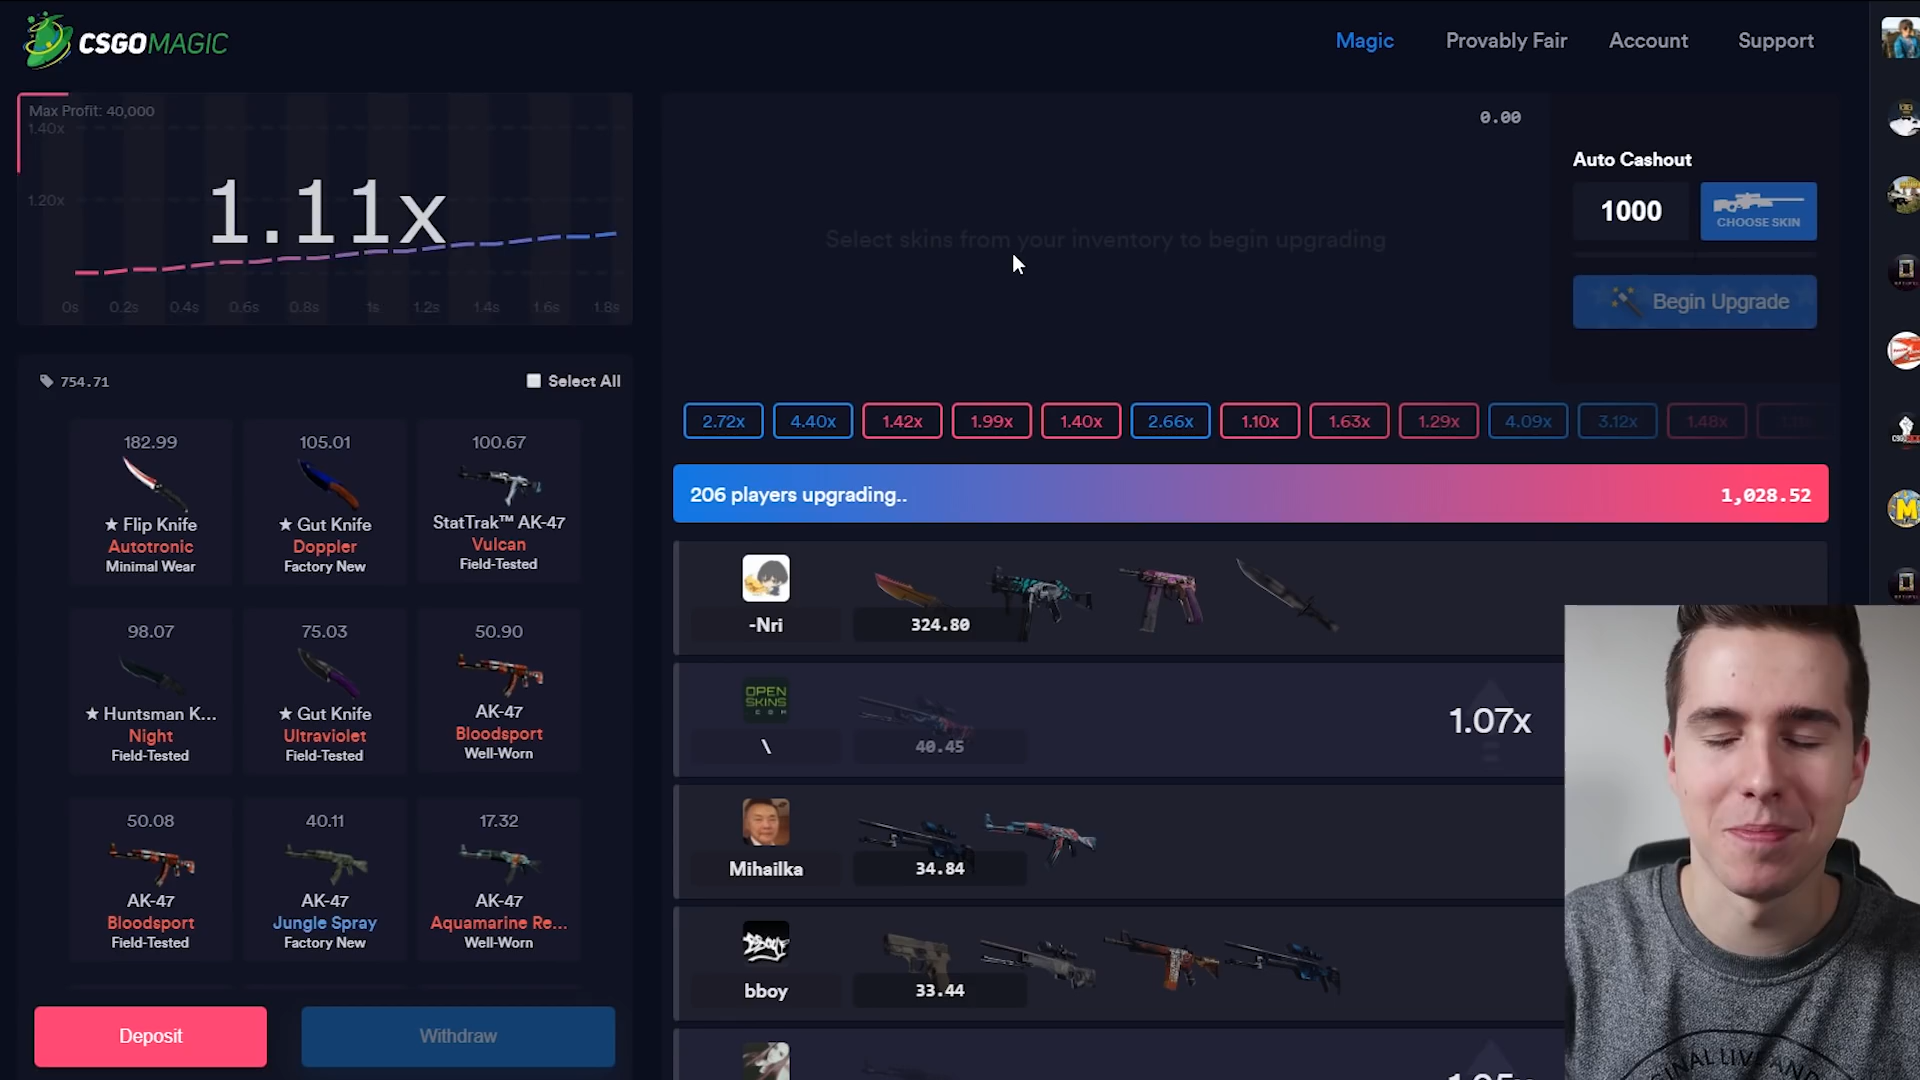 CSGOMAGIC
Magic
Provably Fair
Account
Support
Max Profit: 40,000
1.40x
1.20x
1.11x
0s
0.2s
0.4s
0.6s
0.8s
1s
1.2s
1.4s
1.6s
1.8s
0.00
Select skins from your inventory to begin upgrading
Auto Cashout
1000
CHOOSE SKIN
Begin Upgrade
754.71
Select All
182.99
★ Flip Knife
Autotronic
Minimal Wear
105.01
★ Gut Knife
Doppler
Factory New
100.67
StatTrak™ AK-47
Vulcan
Field-Tested
98.07
★ Huntsman K...
Night
Field-Tested
75.03
★ Gut Knife
Ultraviolet
Field-Tested
50.90
AK-47
Bloodsport
Well-Worn
50.08
AK-47
Bloodsport
Field-Tested
40.11
AK-47
Jungle Spray
Factory New
17.32
AK-47
Aquamarine Re...
Well-Worn
Deposit
Withdraw
2.72x
4.40x
1.42x
1.99x
1.40x
2.66x
1.10x
1.63x
1.29x
4.09x
3.12x
1.48x
206 players upgrading..
1,028.52
-Nri
324.80
OPEN
SKINS
COM
\
40.45
1.07x
Mihailka
34.84
BBOY
bboy
33.44
M